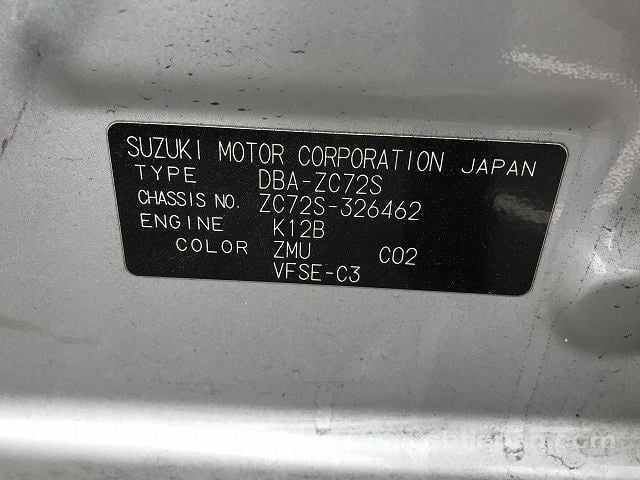 SUZUKI MOTOR CORPORATION JAPAN
TYPE DBA-ZC72S
CHASSIS NO. ZC72S-326462
ENGINE K12B
COLOR ZMU C02
VFSE-C3